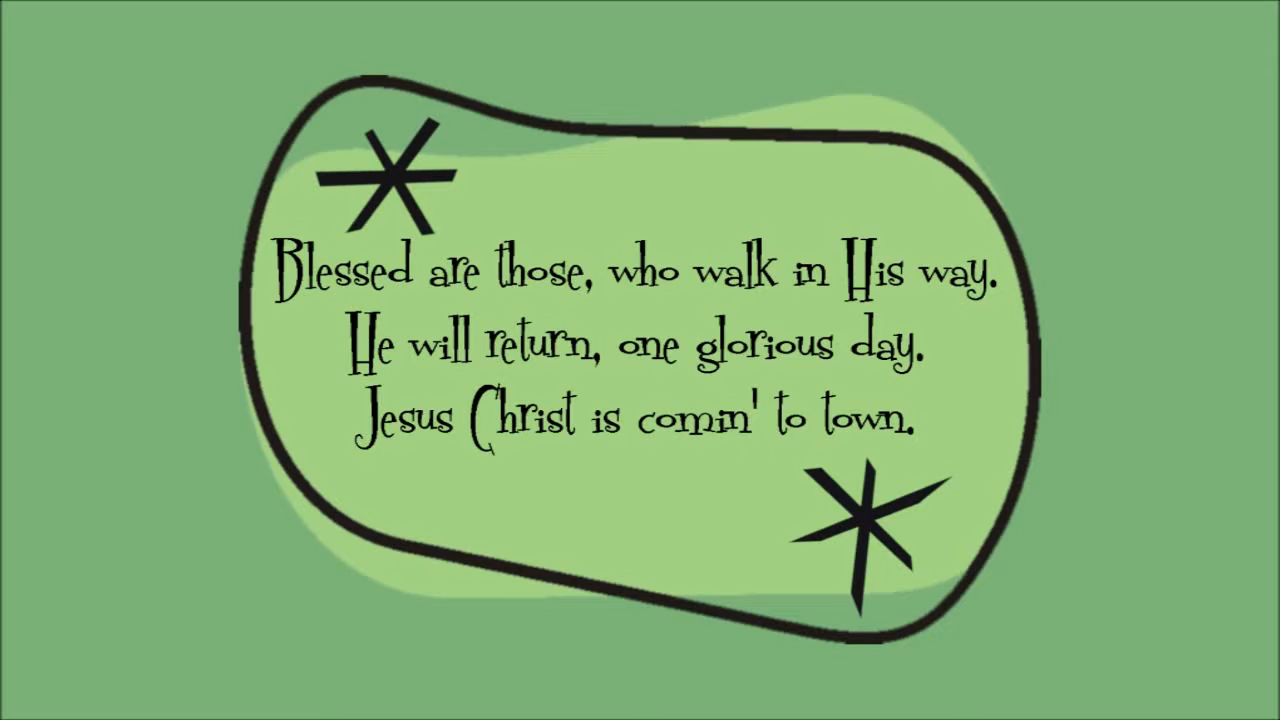 Blessed are those, who walk in His way.
He will return, one glorious day.
Jesus Christ is comin' to town.